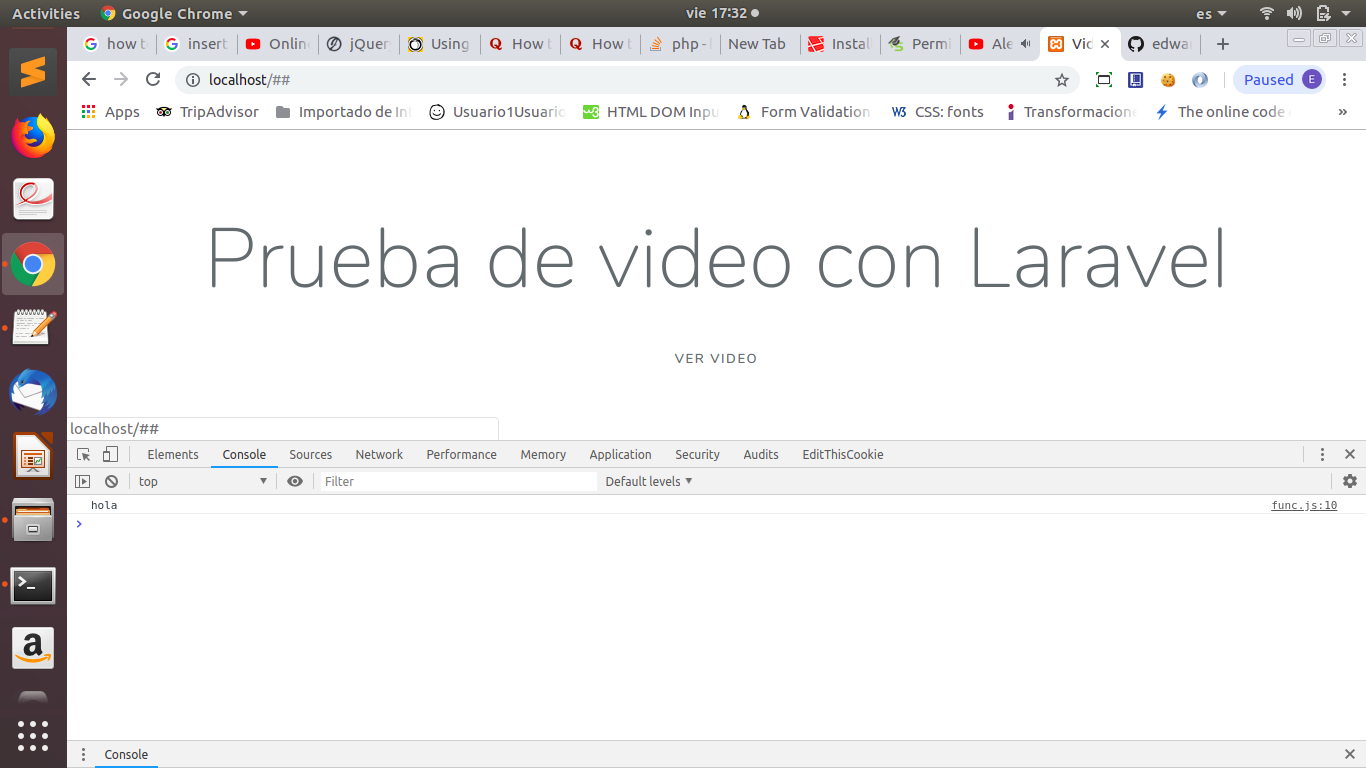 Activities Google Chrome vie 17:32 es
how t insert Onlin jQuer Using How t How t php - New Tab Instal Permi Ale Vid edwa
localhost/## Paused E
Apps TripAdvisor Importado de In Usuario1Usuario HTML DOM Inpu Form Validation CSS: fonts Transformacione The online code »
Prueba de video con Laravel
VER VIDEO
localhost/##
Elements Console Sources Network Performance Memory Application Security Audits EditThisCookie
top Filter Default levels
hola func.js:10
Console